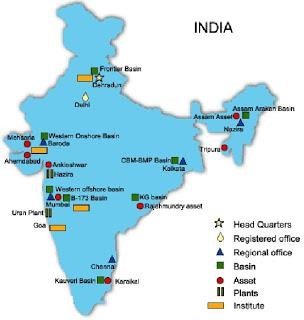 INDIA
Frontier Basin
Dehradun
Delhi
Assam Arakan Basin
Assam Asset
Nazira
Mehsana
Western Onshore Basin
Baroda
Ahemdabad
Tripura
Ankleshwar
Hazira
CBM-BMP Basin
Kolkata
Western offshore basin
Mumbai
B-173 Basin
KG basin
Rajahmundry asset
Uran Plant
Goa
Chennai
Kauveri Basin
Karaikal
Head Quarters
Registered office
Regional office
Basin
Asset
Plants
Institute